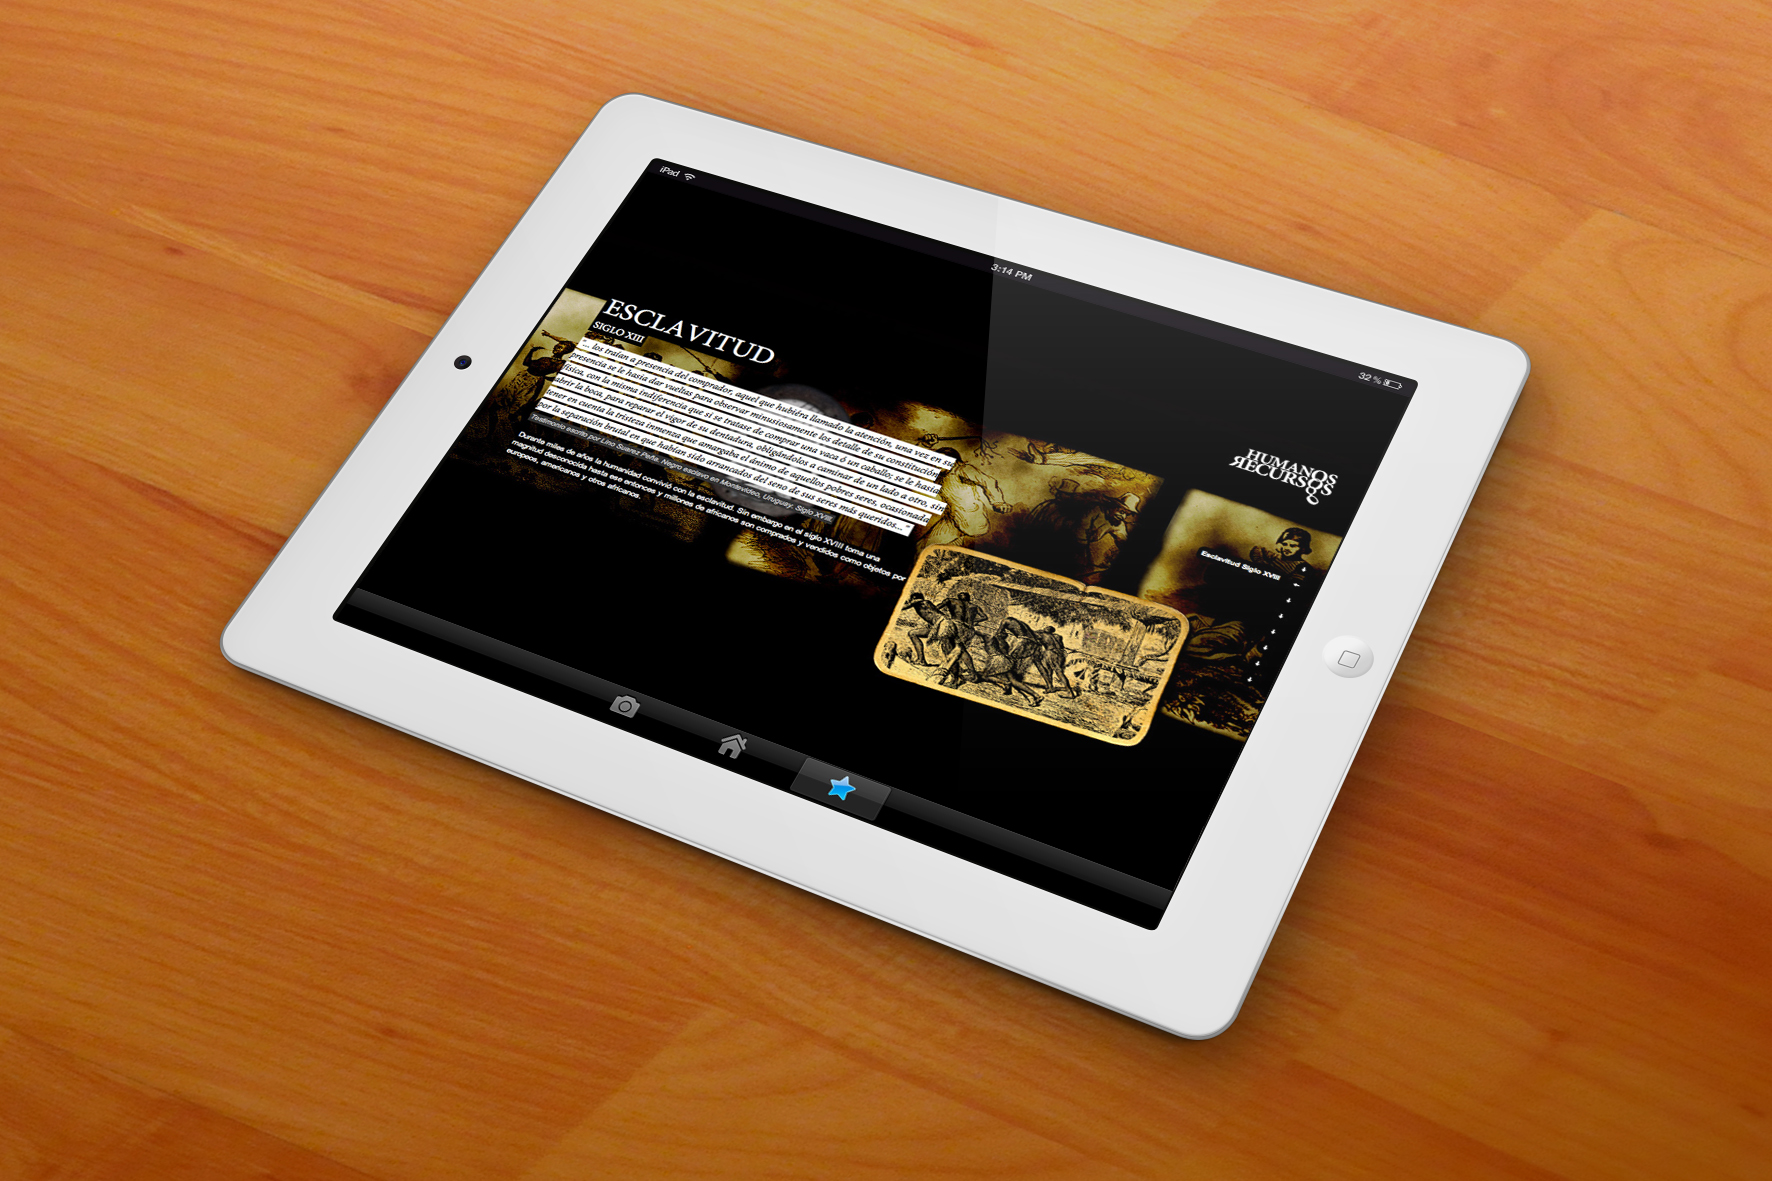 iPad
3:14 PM
32 %
ESCLAVITUD
SIGLO XIII
"... los traían a presencia del comprador, aquel que hubiéra llamado la atención, una vez en su
presencia se le hasía dar vueltas para observar minusiosamente los detalle de su constitución
física, con la misma indiferencia que si se tratase de comprar una vaca ó un caballo; se le hasía
abrir la boca, para reparar el vigor de su dentadura, obligándolos a caminar de un lado a otro, sin
tener en cuenta la tristeza inmenza que amargaba el ánimo de aquellos pobres seres, ocasionada
por la separación brutal en que habían sido arrancados del seno de sus seres más queridos... "
Testimonio escrito por Lino Suárez Peña. Negro esclavo en Montevideo, Uruguay. Siglo XVIII.
Durante miles de años la humanidad convivió con la esclavitud. Sin embargo en el siglo XVIII toma una
magnitud desconocida hasta ese entonces y millones de africanos son comprados y vendidos como objetos por
europeos, americanos y otros africanos.
HUMANOS
RECURSOS
Esclavitud Siglo XVIII